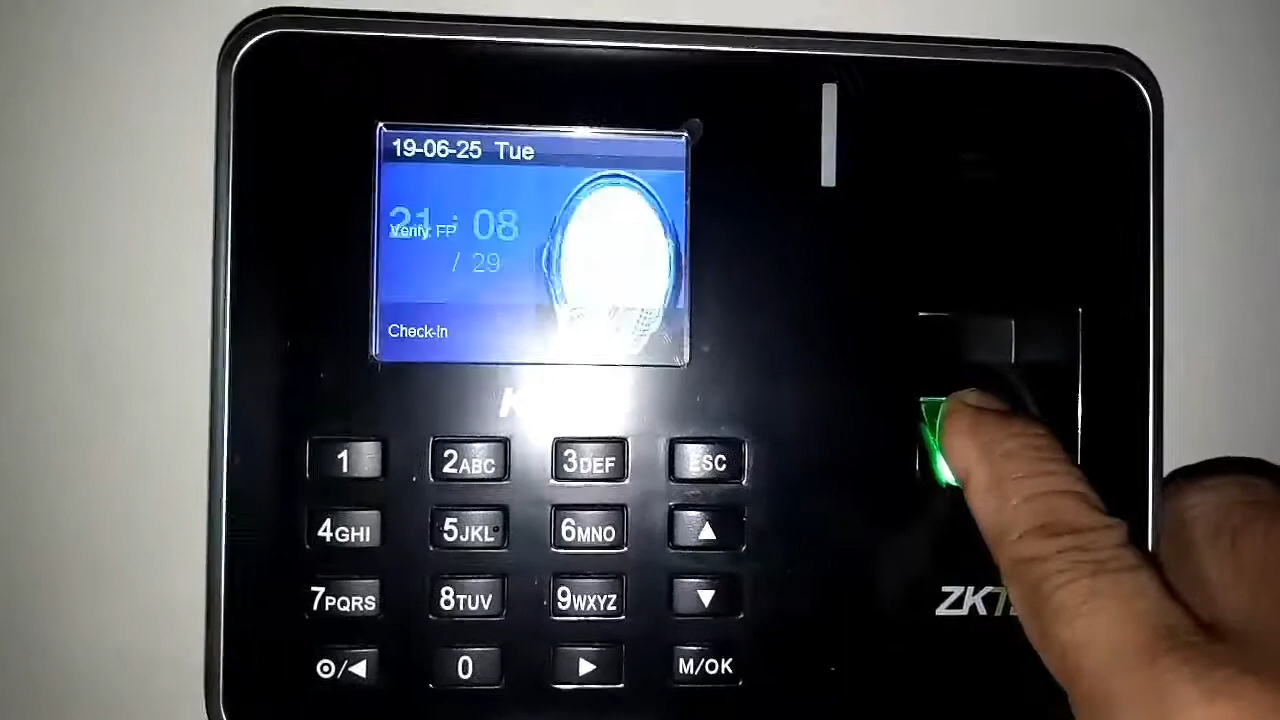 19-06-25 Tue
21 : 08
Verify: FP
/ 29
Check-In
K
1 2ABC 3DEF ESC
4GHI 5JKL 6MNO ▲
7PQRS 8TUV 9WXYZ ▼
⊙/◀ 0 ▶ M/OK
ZKT